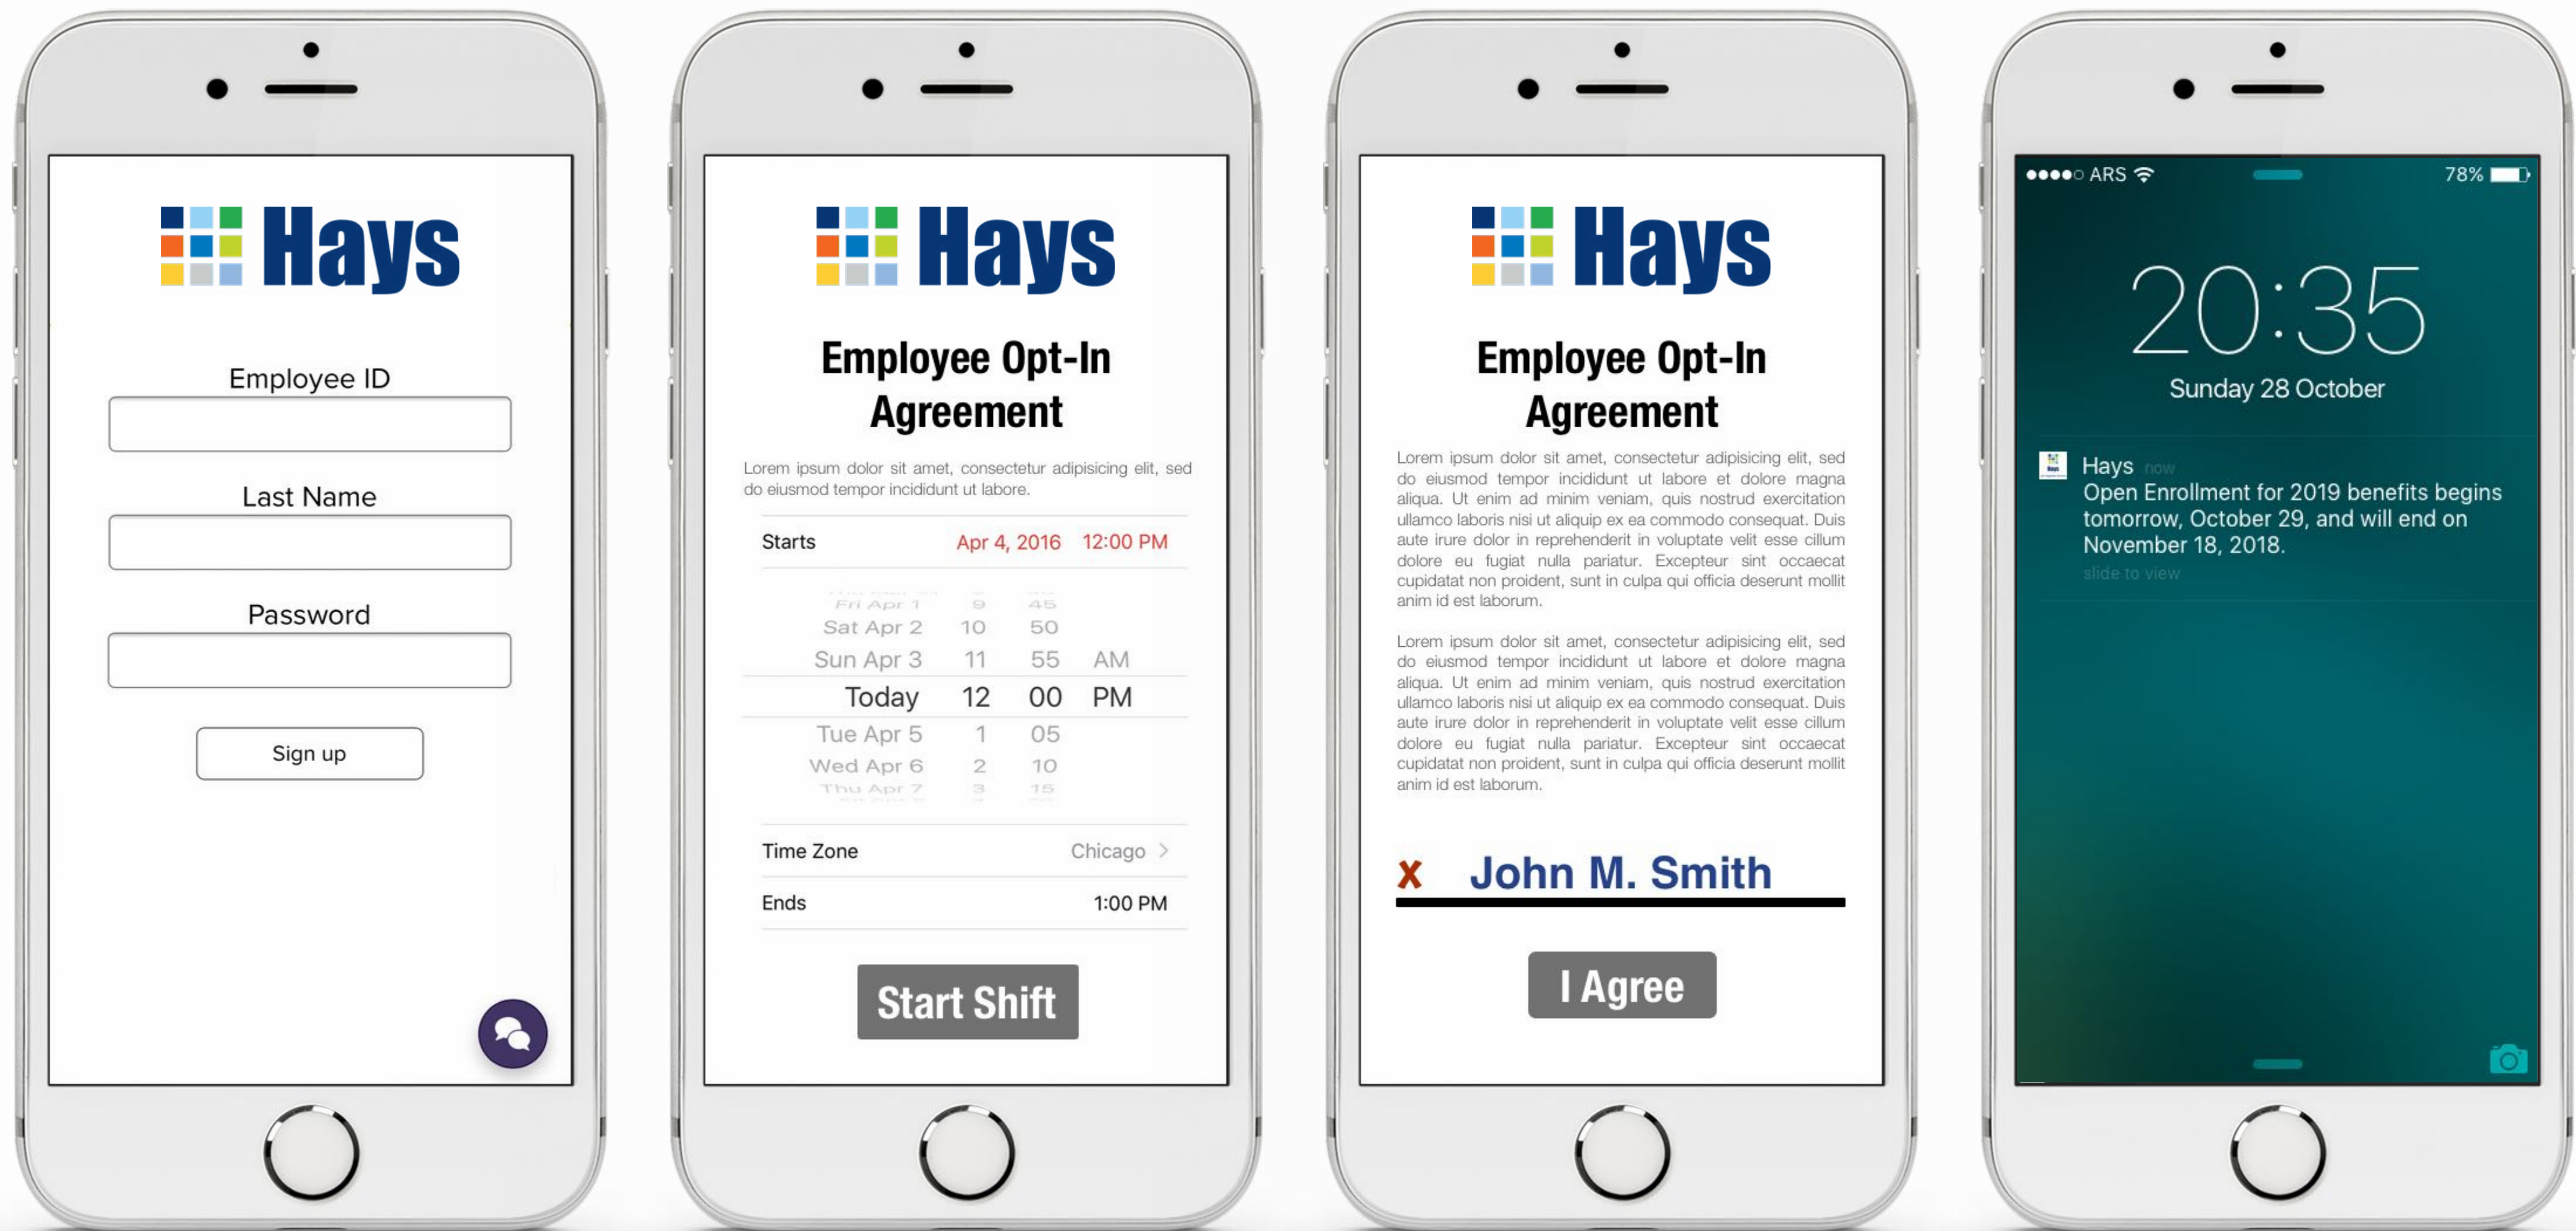 Hays
Employee ID
Last Name
Password
Sign up
Hays
Employee Opt-In
Agreement
Lorem ipsum dolor sit amet, consectetur adipisicing elit, sed
do eiusmod tempor incididunt ut labore.
Starts Apr 4, 2016 12:00 PM
Fri Apr 1 9 45
Sat Apr 2 10 50
Sun Apr 3 11 55 AM
Today 12 00 PM
Tue Apr 5 1 05
Wed Apr 6 2 10
Thu Apr 7 3 15
Time Zone Chicago >
Ends 1:00 PM
Start Shift
Hays
Employee Opt-In
Agreement
Lorem ipsum dolor sit amet, consectetur adipisicing elit, sed
do eiusmod tempor incididunt ut labore et dolore magna
aliqua. Ut enim ad minim veniam, quis nostrud exercitation
ullamco laboris nisi ut aliquip ex ea commodo consequat. Duis
aute irure dolor in reprehenderit in voluptate velit esse cillum
dolore eu fugiat nulla pariatur. Excepteur sint occaecat
cupidatat non proident, sunt in culpa qui officia deserunt mollit
anim id est laborum.
Lorem ipsum dolor sit amet, consectetur adipisicing elit, sed
do eiusmod tempor incididunt ut labore et dolore magna
aliqua. Ut enim ad minim veniam, quis nostrud exercitation
ullamco laboris nisi ut aliquip ex ea commodo consequat. Duis
aute irure dolor in reprehenderit in voluptate velit esse cillum
dolore eu fugiat nulla pariatur. Excepteur sint occaecat
cupidatat non proident, sunt in culpa qui officia deserunt mollit
anim id est laborum.
x John M. Smith
I Agree
ARS 78%
20:35
Sunday 28 October
Hays now
Open Enrollment for 2019 benefits begins
tomorrow, October 29, and will end on
November 18, 2018.
slide to view